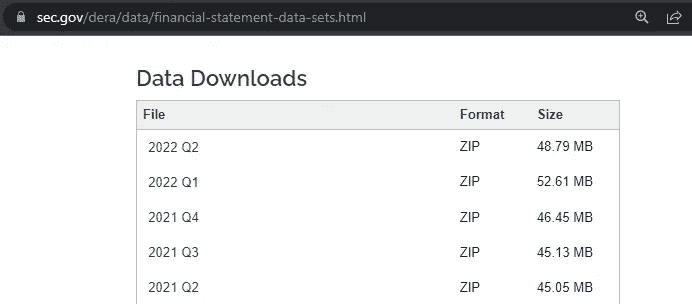 sec.gov/dera/data/financial-statement-data-sets.html
Data Downloads
File Format Size
2022 Q2 ZIP 48.79 MB
2022 Q1 ZIP 52.61 MB
2021 Q4 ZIP 46.45 MB
2021 Q3 ZIP 45.13 MB
2021 Q2 ZIP 45.05 MB